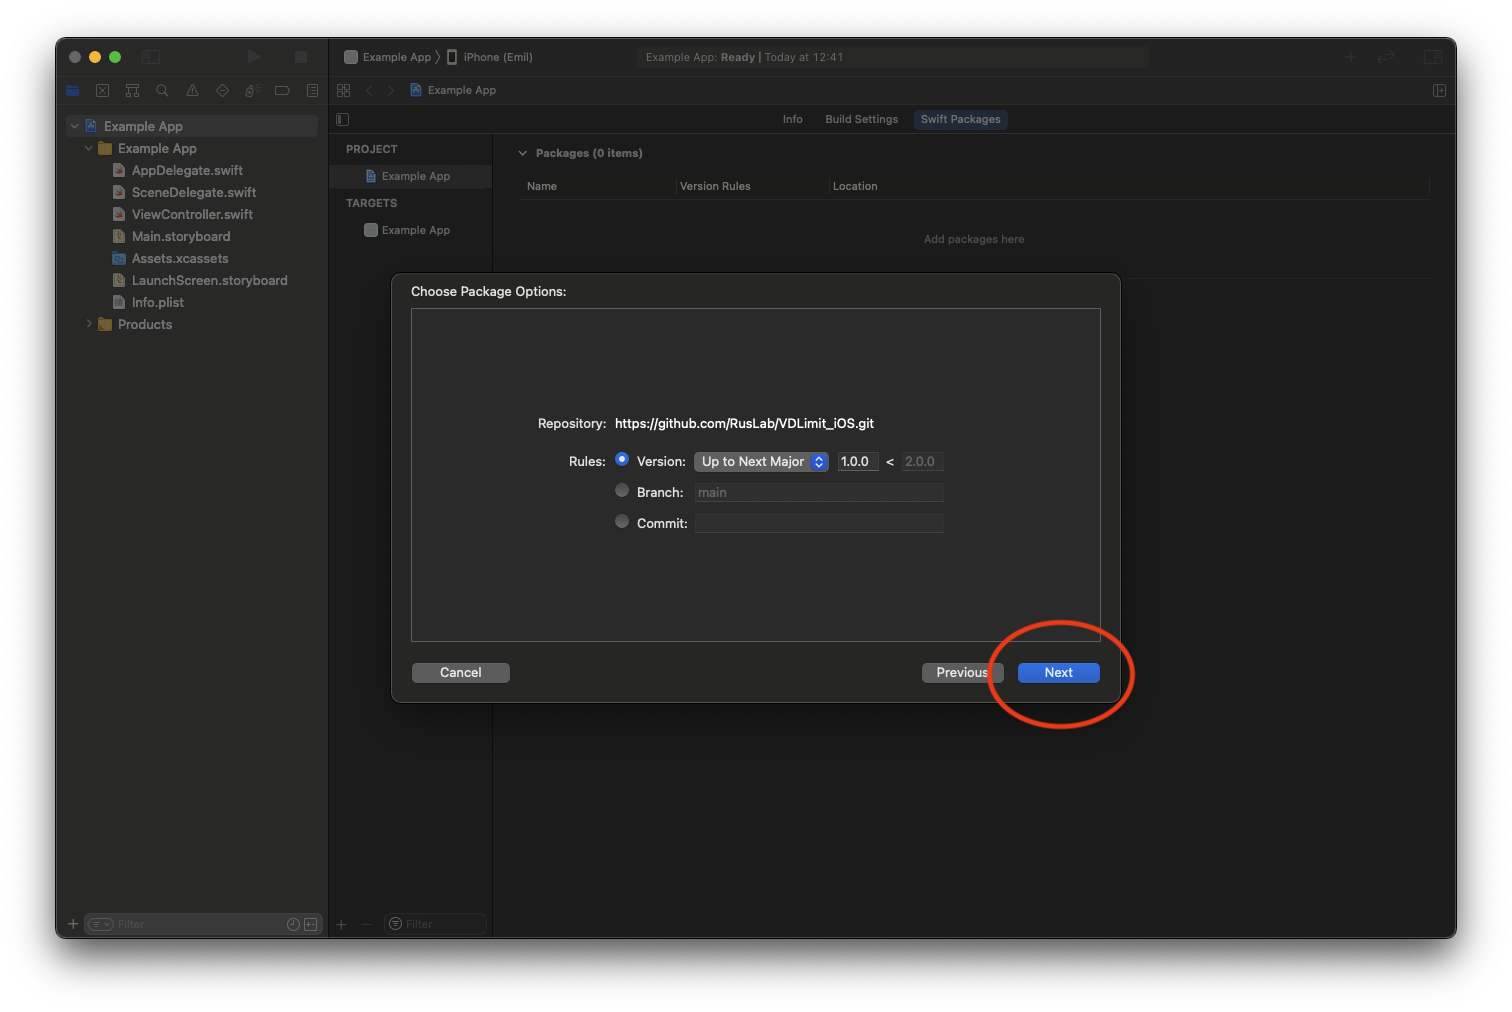 Example App 〉 iPhone (Emil)
Example App: Ready | Today at 12:41
Example App
Info Build Settings Swift Packages
Example App
Example App
AppDelegate.swift
SceneDelegate.swift
ViewController.swift
Main.storyboard
Assets.xcassets
LaunchScreen.storyboard
Info.plist
Products
PROJECT
Example App
TARGETS
Example App
Packages (0 items)
Name Version Rules Location
Add packages here
Choose Package Options:
Repository: https://github.com/RusLab/VDLimit_iOS.git
Rules: Version: Up to Next Major 1.0.0 < 2.0.0
Branch: main
Commit:
Cancel Previous Next
Filter
Filter